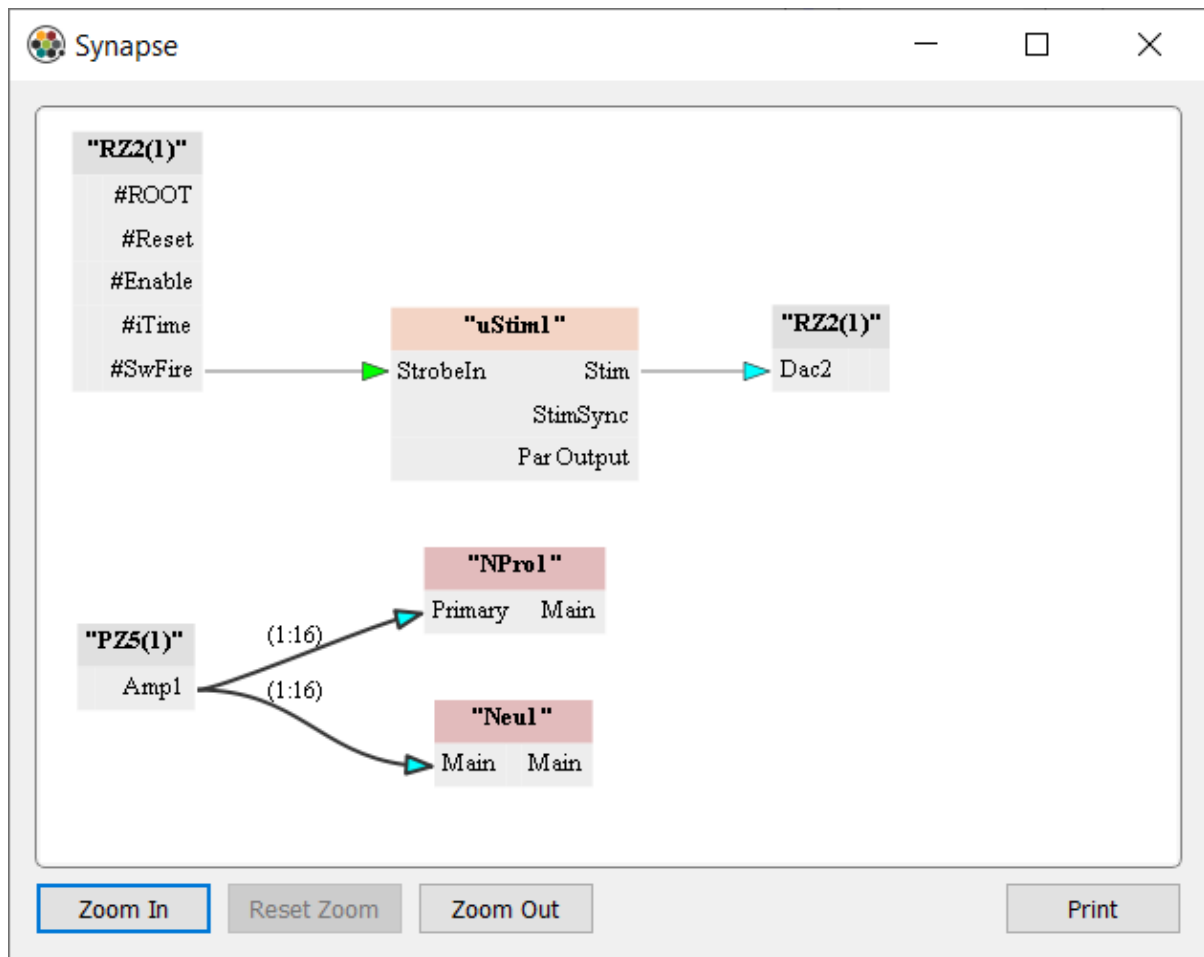 Synapse
"RZ2(1)"
#ROOT
#Reset
#Enable
#iTime
#SwFire
"uStim1"
StrobeIn Stim
StimSync
Par Output
"RZ2(1)"
Dac2
"NPro1"
Primary Main
"PZ5(1)"
Amp1
(1:16)
(1:16)
"Neu1"
Main Main
Zoom In Reset Zoom Zoom Out Print